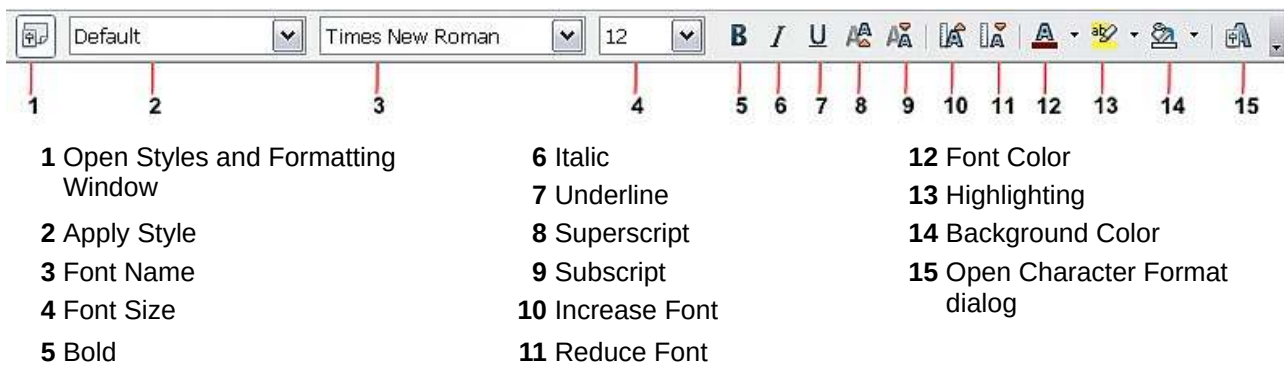 Default Times New Roman 12 B I U
1 2 3 4 5 6 7 8 9 10 11 12 13 14 15
1 Open Styles and Formatting
Window
2 Apply Style
3 Font Name
4 Font Size
5 Bold
6 Italic
7 Underline
8 Superscript
9 Subscript
10 Increase Font
11 Reduce Font
12 Font Color
13 Highlighting
14 Background Color
15 Open Character Format
dialog